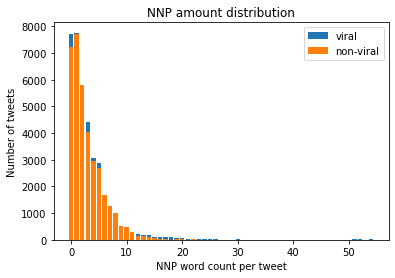 NNP amount distribution
viral
non-viral
Number of tweets
8000
7000
6000
5000
4000
3000
2000
1000
0
0 10 20 30 40 50
NNP word count per tweet